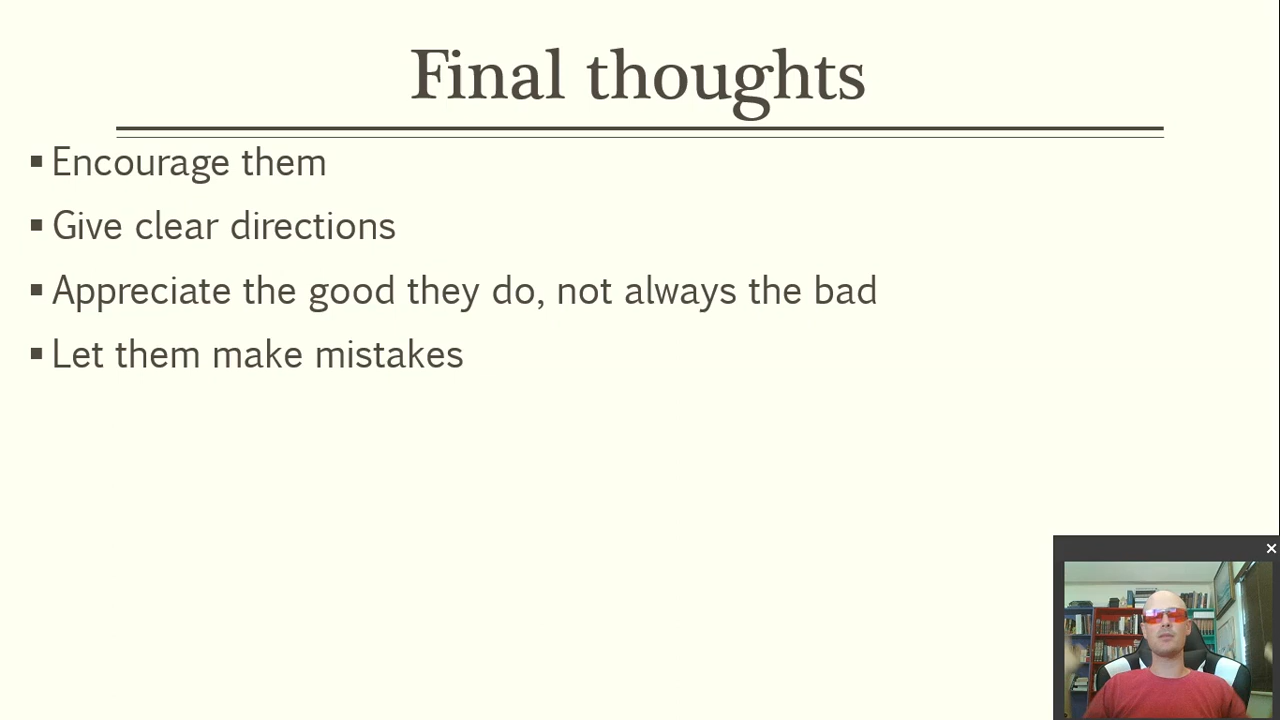 Final thoughts
▪ Encourage them
▪ Give clear directions
▪ Appreciate the good they do, not always the bad
▪ Let them make mistakes